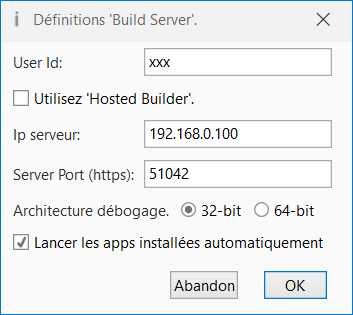 Définitions 'Build Server'.
User Id: xxx
Utilisez 'Hosted Builder'.
Ip serveur: 192.168.0.100
Server Port (https): 51042
Architecture débogage. 32-bit 64-bit
Lancer les apps installées automatiquement
Abandon OK